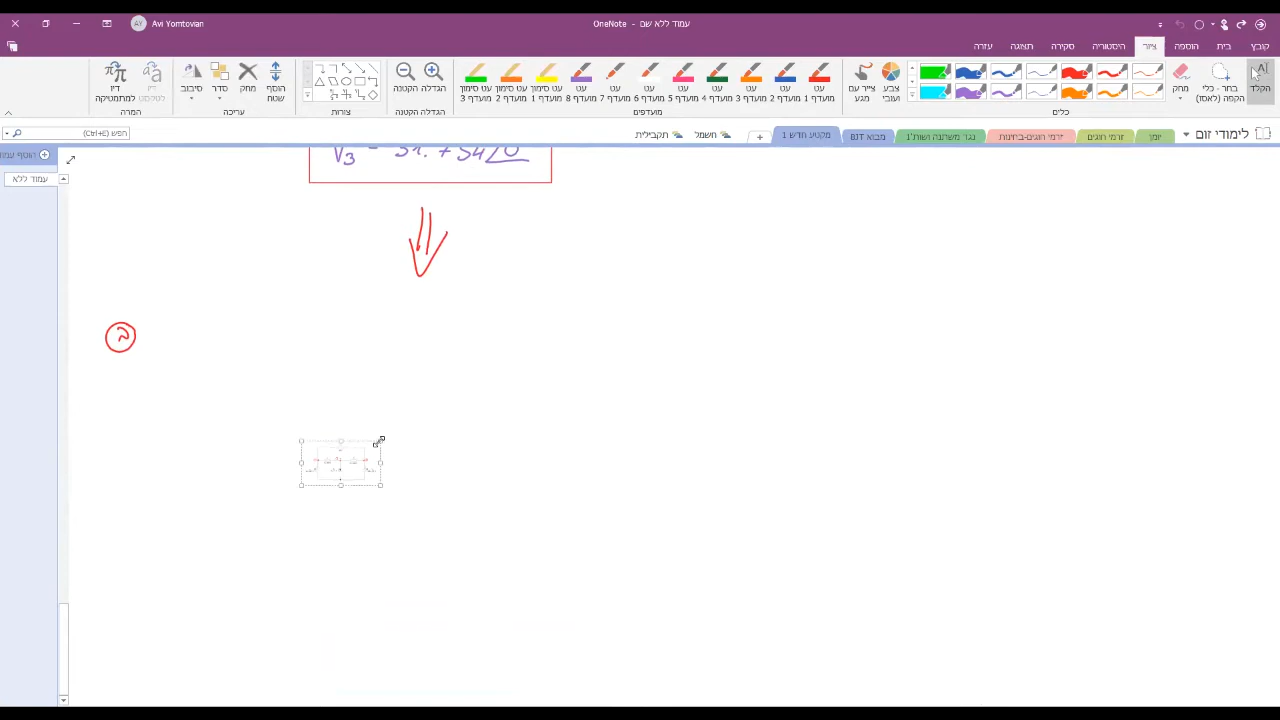 עמוד ללא שם - OneNote
Avi Yomtovian
AY
קובץ
בית
הוספה
ציור
היסטוריה
סקירה
תצוגה
עזרה
הקלד
בחר - כלי הקפה (לאסו)
מחק
צבע
צייר עם מגע
כלים
עט מועדף 1
עט מועדף 2
עט מועדף 3
עט מועדף 4
עט מועדף 5
עט מועדף 6
עט מועדף 7
עט מועדף 8
עט סימון מועדף 1
עט סימון מועדף 2
עט סימון מועדף 3
מועדפים
הגדלה
הקטנה
הגדלה הקטנה
צורות
הוסף שטח
מחק
סדר
סיבוב
עריכה
דיו למתמטיקה
המרה
לימודי זום
יומן
זרמי חוגים
זרמי חוגים-בחינות
נגד משתנה ושות'1
מבוא BJT
מקטע חדש 1
+
חשמל
תקבילית
חפש (Ctrl+E)
הוסף עמוד
עמוד ללא